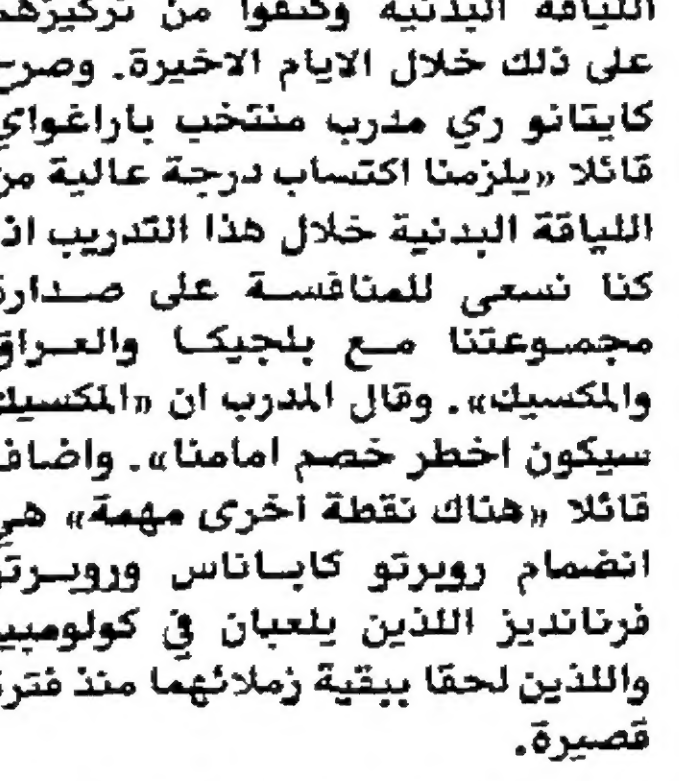 اللياقة البدنية وكثفوا من تركيزهم
على ذلك خلال الايام الاخيرة. وصرح
كايتانو ري مدرب منتخب باراغواي
قائلا «يلزمنا اكتساب درجة عالية من
اللياقة البدنية خلال هذا التدريب اذا
كنا نسعى للمنافسة على صدارة
مجموعتنا مع بلجيكا والعراق
والمكسيك». وقال المدرب ان «المكسيك
سيكون اخطر خصم امامنا». واضاف
قائلا «هناك نقطة اخرى مهمة» هي
انضمام روبرتو كاباناس وروبرتو
فرنانديز اللذين يلعبان في كولومبيا
واللذين لحقا ببقية زملائهما منذ فترة
قصيرة.